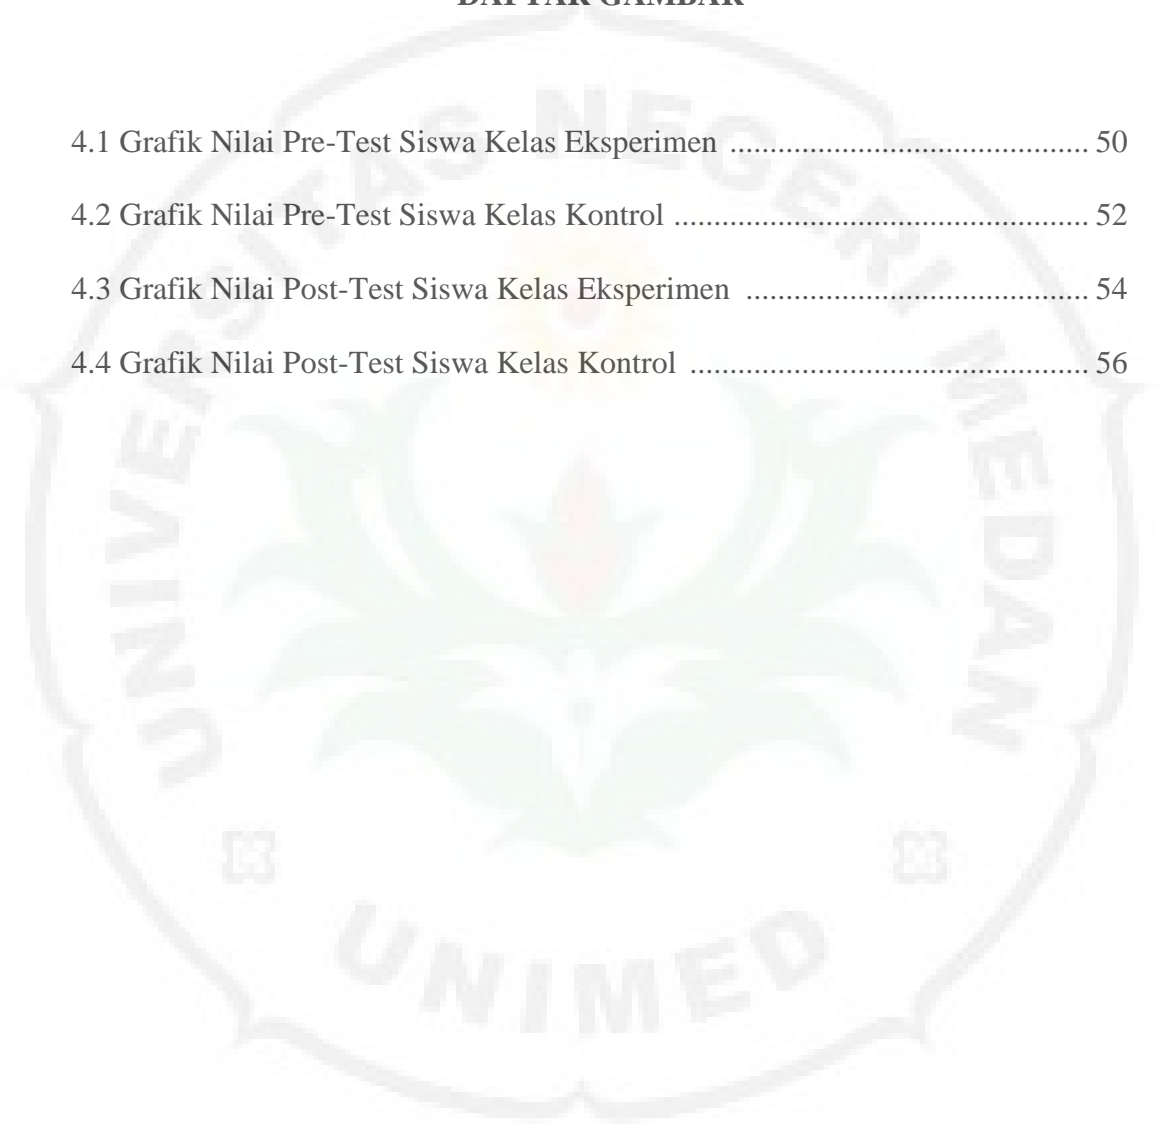 DAFTAR GAMBAR
4.1 Grafik Nilai Pre-Test Siswa Kelas Eksperimen ........................................... 50
4.2 Grafik Nilai Pre-Test Siswa Kelas Kontrol .................................................. 52
4.3 Grafik Nilai Post-Test Siswa Kelas Eksperimen ......................................... 54
4.4 Grafik Nilai Post-Test Siswa Kelas Kontrol ................................................ 56
UNIVERSITAS NEGERI MEDAN
UNIMED